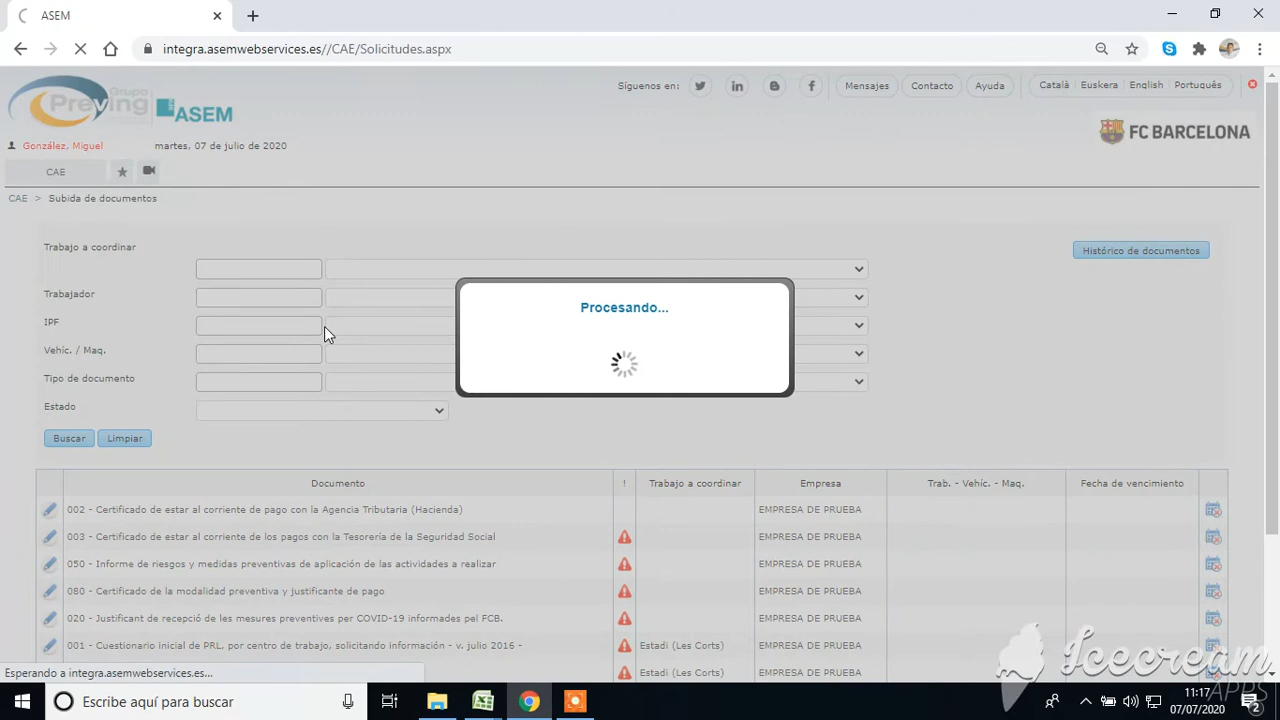 ASEM
integra.asemwebservices.es//CAE/Solicitudes.aspx
Grupo
Preving
ASEM
Síguenos en:
Mensajes
Contacto
Ayuda
Català
Euskera
English
Português
FC BARCELONA
González, Miguel
martes, 07 de julio de 2020
CAE
CAE > Subida de documentos
Trabajo a coordinar
Histórico de documentos
Trabajador
IPF
Vehíc. / Maq.
Tipo de documento
Estado
Procesando...
Buscar
Limpiar
Documento ! Trabajo a coordinar Empresa Trab. - Vehíc. - Maq. Fecha de vencimiento
002 - Certificado de estar al corriente de pago con la Agencia Tributaria (Hacienda) EMPRESA DE PRUEBA
003 - Certificado de estar al corriente de los pagos con la Tesorería de la Seguridad Social EMPRESA DE PRUEBA
050 - Informe de riesgos y medidas preventivas de aplicación de las actividades a realizar EMPRESA DE PRUEBA
080 - Certificado de la modalidad preventiva y justificante de pago EMPRESA DE PRUEBA
020 - Justificant de recepció de les mesures preventives per COVID-19 informades pel FCB. EMPRESA DE PRUEBA
001 - Cuestionario inicial de PRL, por centro de trabajo, solicitando información - v. julio 2016 - Estadi (Les Corts) EMPRESA DE PRUEBA
Estadi (Les Corts) EMPRESA DE PRUEBA
Esperando a integra.asemwebservices.es...
Icecream
APPS
Escribe aquí para buscar
11:17
07/07/2020
2